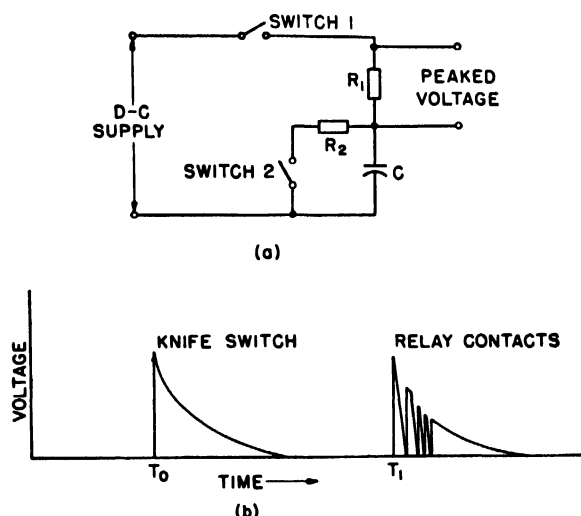 SWITCH 1
D-C
SUPPLY
R1
PEAKED
VOLTAGE
R2
SWITCH 2
C
(a)
VOLTAGE
KNIFE SWITCH
RELAY CONTACTS
T0
TIME
T1
(b)